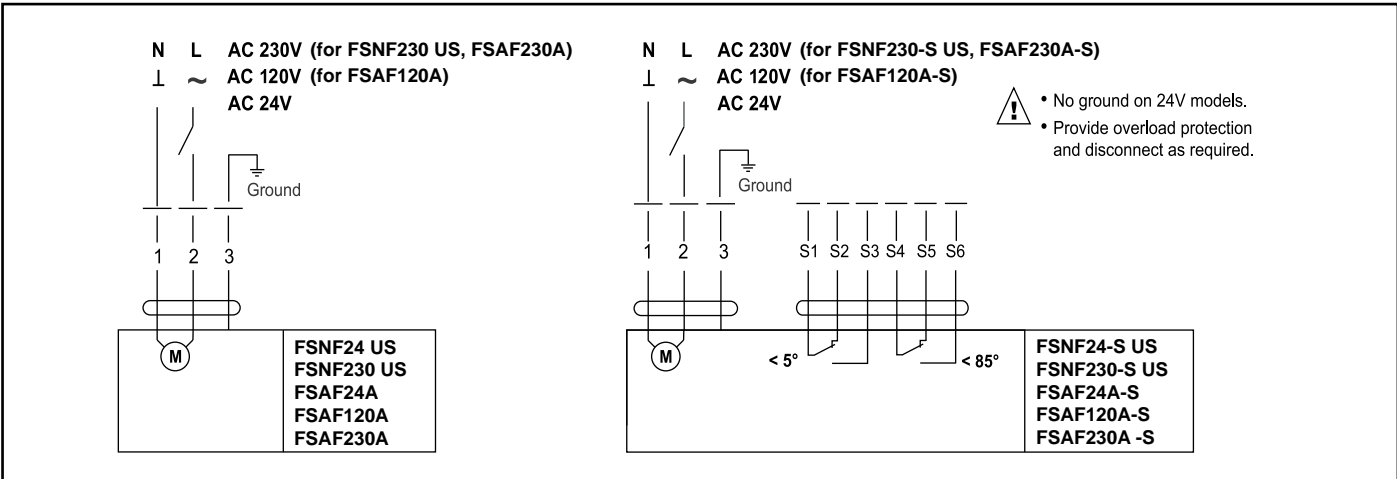 N L AC 230V (for FSNF230 US, FSAF230A)
⊥ ~ AC 120V (for FSAF120A)
AC 24V
Ground
1 2 3
M
FSNF24 US
FSNF230 US
FSAF24A
FSAF120A
FSAF230A
N L AC 230V (for FSNF230-S US, FSAF230A-S)
⊥ ~ AC 120V (for FSAF120A-S)
AC 24V
Ground
1 2 3
S1 S2 S3 S4 S5 S6
M
< 5°
< 85°
FSNF24-S US
FSNF230-S US
FSAF24A-S
FSAF120A-S
FSAF230A -S
!
• No ground on 24V models.
• Provide overload protection
and disconnect as required.